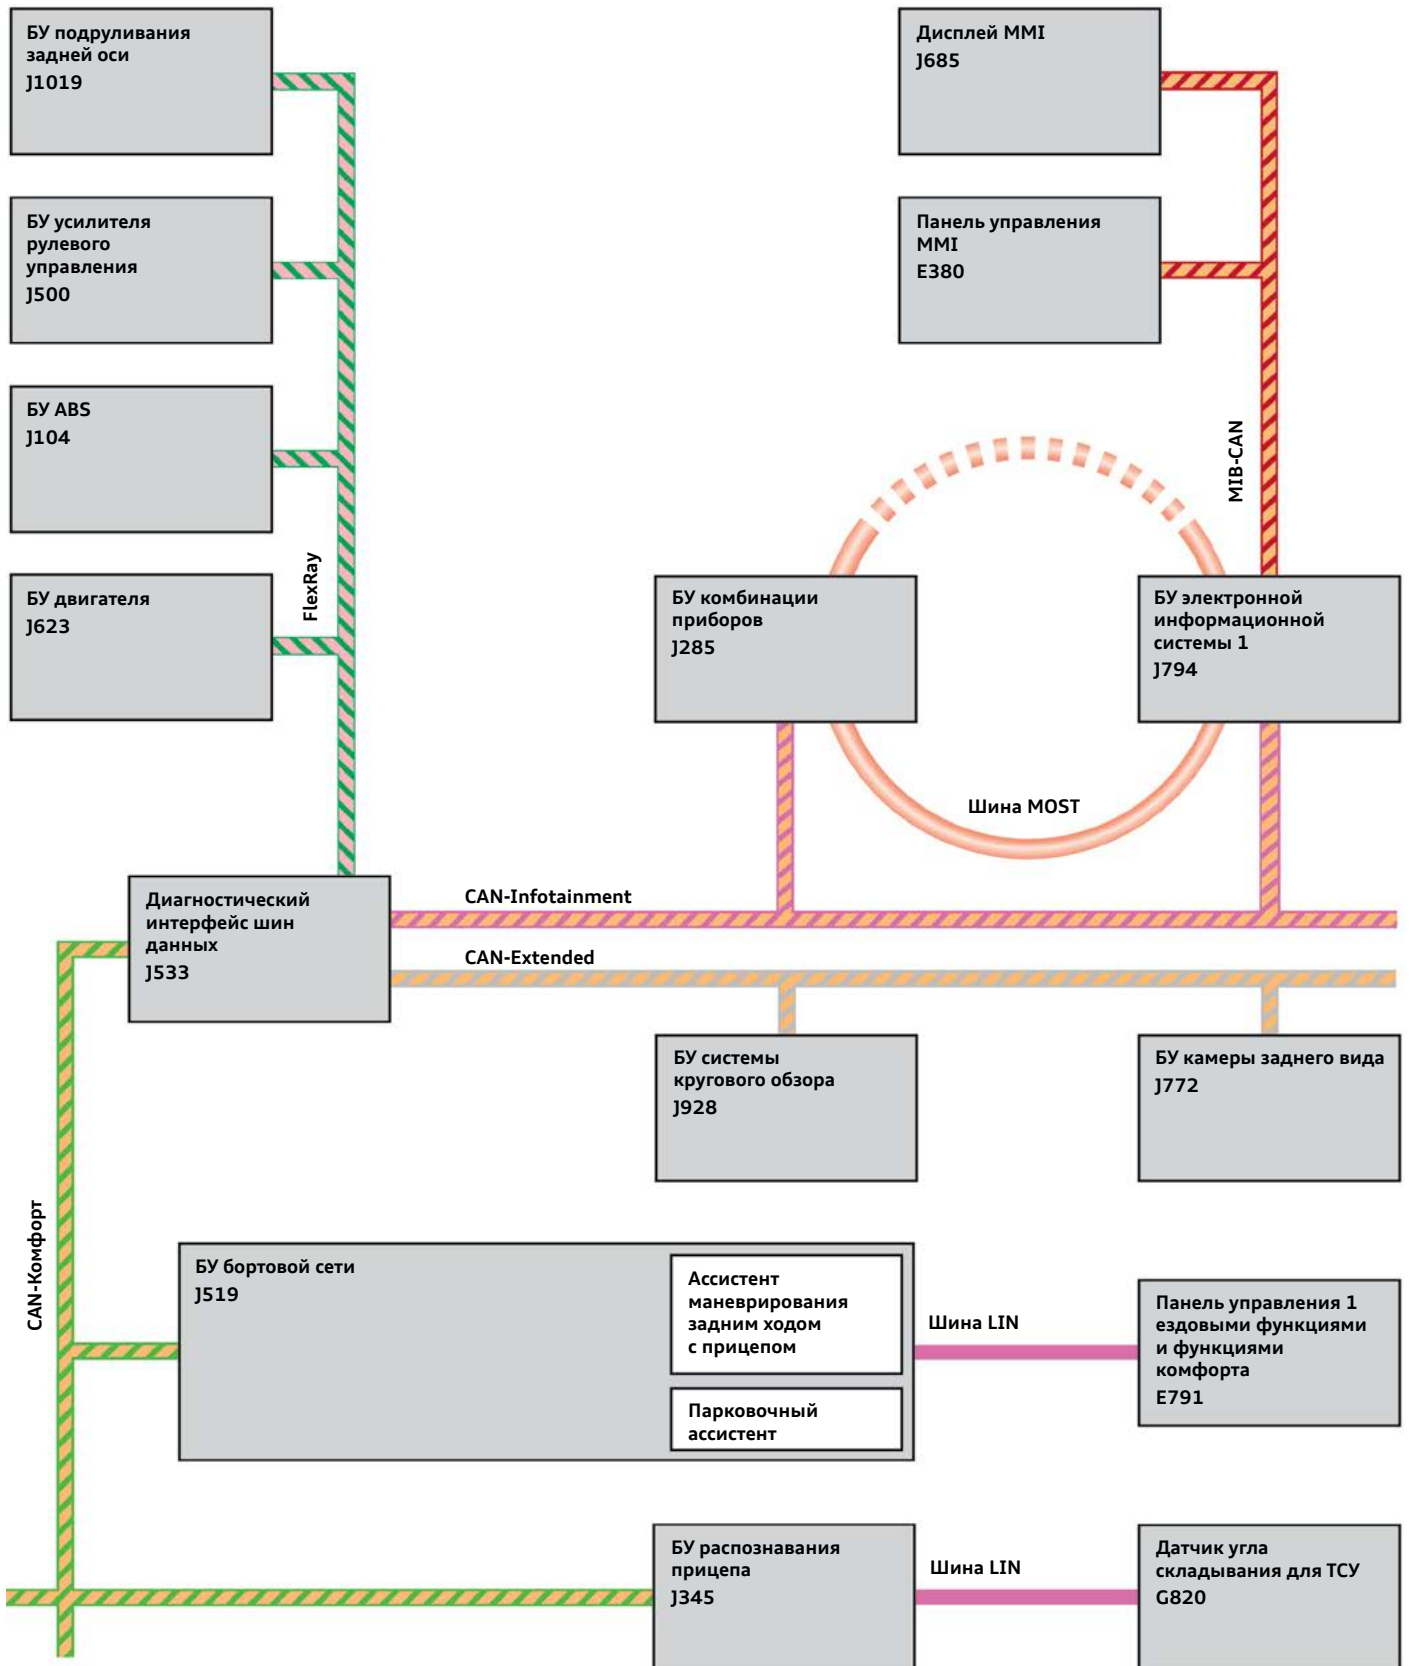 БУ подруливания
задней оси
J1019
Дисплей MMI
J685
БУ усилителя
рулевого
управления
J500
Панель управления
MMI
E380
БУ ABS
J104
MIB-CAN
FlexRay
БУ двигателя
J623
БУ комбинации
приборов
J285
БУ электронной
информационной
системы 1
J794
Шина MOST
Диагностический
интерфейс шин
данных
J533
CAN-Infotainment
CAN-Extended
БУ системы
кругового обзора
J928
БУ камеры заднего вида
J772
CAN-Комфорт
БУ бортовой сети
J519
Ассистент
маневрирования
задним ходом
с прицепом
Парковочный
ассистент
Шина LIN
Панель управления 1
ездовыми функциями
и функциями
комфорта
E791
БУ распознавания
прицепа
J345
Шина LIN
Датчик угла
складывания для ТСУ
G820